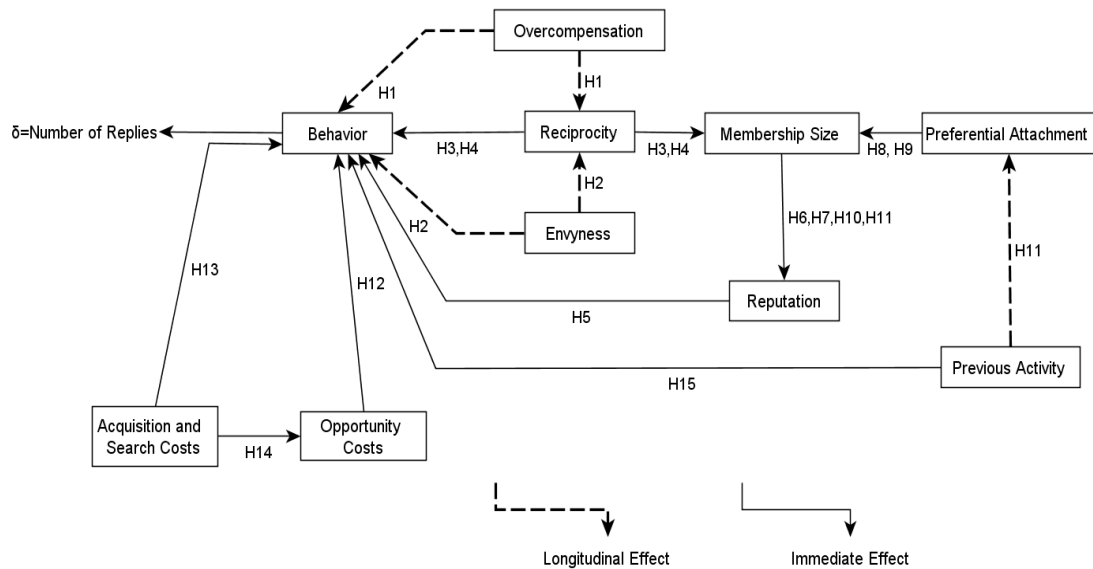 Overcompensation
H1
H1
δ=Number of Replies
Behavior
Reciprocity
Membership Size
Preferential Attachment
H3,H4
H3,H4
H8, H9
H2
H2
Envyness
H6,H7,H10,H11
H11
H13
H12
Reputation
H5
Previous Activity
H15
Acquisition and
Search Costs
Opportunity
Costs
H14
Longitudinal Effect
Immediate Effect